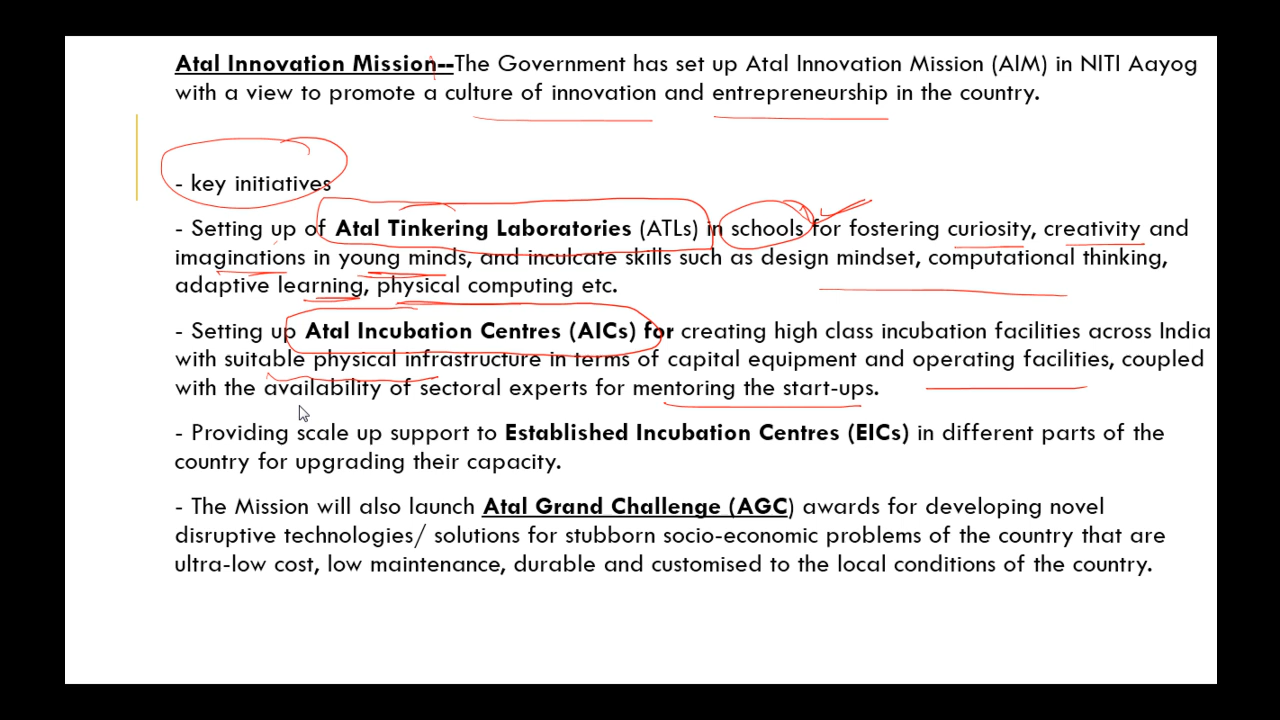 Atal Innovation Mission--The Government has set up Atal Innovation Mission (AIM) in NITI Aayog
with a view to promote a culture of innovation and entrepreneurship in the country.
- key initiatives
- Setting up of Atal Tinkering Laboratories (ATLs) in schools for fostering curiosity, creativity and
imaginations in young minds, and inculcate skills such as design mindset, computational thinking,
adaptive learning, physical computing etc.
- Setting up Atal Incubation Centres (AICs) for creating high class incubation facilities across India
with suitable physical infrastructure in terms of capital equipment and operating facilities, coupled
with the availability of sectoral experts for mentoring the start-ups.
- Providing scale up support to Established Incubation Centres (EICs) in different parts of the
country for upgrading their capacity.
- The Mission will also launch Atal Grand Challenge (AGC) awards for developing novel
disruptive technologies/ solutions for stubborn socio-economic problems of the country that are
ultra-low cost, low maintenance, durable and customised to the local conditions of the country.